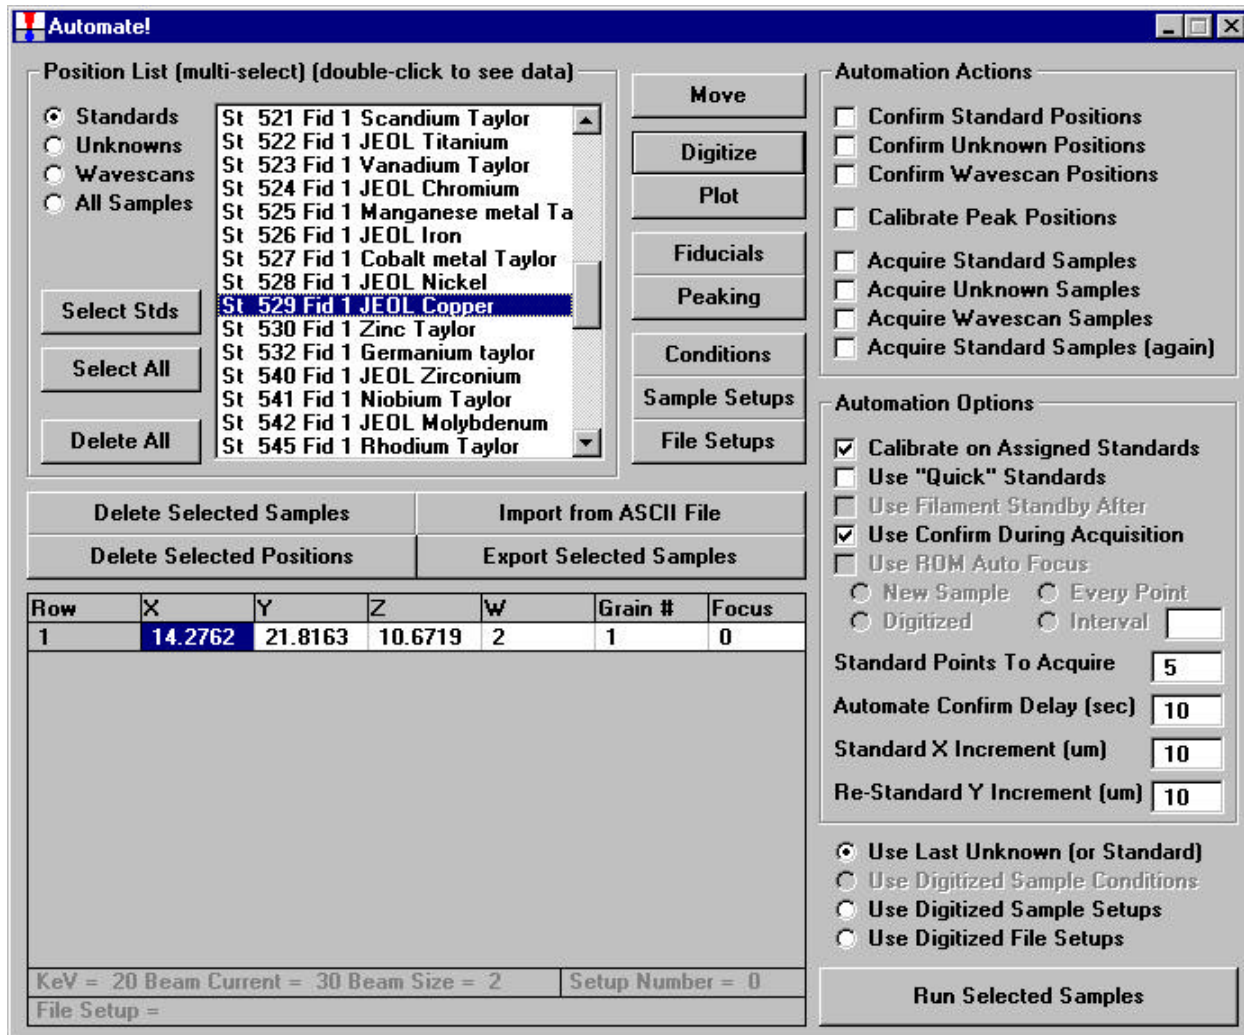 Automate!
Position List (multi-select) (double-click to see data)
Standards
Unknowns
Wavescans
All Samples
Select Stds
Select All
Delete All
St 521 Fid 1 Scandium Taylor
St 522 Fid 1 JEOL Titanium
St 523 Fid 1 Vanadium Taylor
St 524 Fid 1 JEOL Chromium
St 525 Fid 1 Manganese metal Ta
St 526 Fid 1 JEOL Iron
St 527 Fid 1 Cobalt metal Taylor
St 528 Fid 1 JEOL Nickel
St 529 Fid 1 JEOL Copper
St 530 Fid 1 Zinc Taylor
St 532 Fid 1 Germanium taylor
St 540 Fid 1 JEOL Zirconium
St 541 Fid 1 Niobium Taylor
St 542 Fid 1 JEOL Molybdenum
St 545 Fid 1 Rhodium Taylor
Move
Digitize
Plot
Fiducials
Peaking
Conditions
Sample Setups
File Setups
Delete Selected Samples
Import from ASCII File
Delete Selected Positions
Export Selected Samples
Row X Y Z W Grain # Focus
1 14.2762 21.8163 10.6719 2 1 0
KeV = 20 Beam Current = 30 Beam Size = 2
Setup Number = 0
File Setup =
Automation Actions
Confirm Standard Positions
Confirm Unknown Positions
Confirm Wavescan Positions
Calibrate Peak Positions
Acquire Standard Samples
Acquire Unknown Samples
Acquire Wavescan Samples
Acquire Standard Samples (again)
Automation Options
Calibrate on Assigned Standards
Use "Quick" Standards
Use Filament Standby After
Use Confirm During Acquisition
Use ROM Auto Focus
New Sample Every Point
Digitized Interval
Standard Points To Acquire 5
Automate Confirm Delay (sec) 10
Standard X Increment (um) 10
Re-Standard Y Increment (um) 10
Use Last Unknown (or Standard)
Use Digitized Sample Conditions
Use Digitized Sample Setups
Use Digitized File Setups
Run Selected Samples